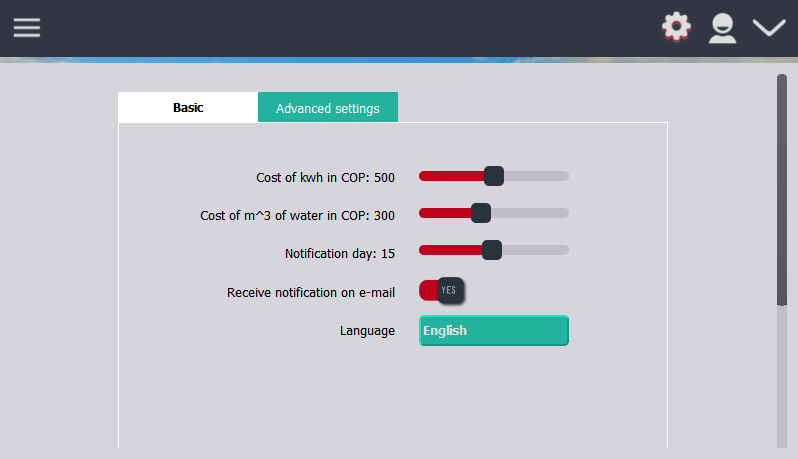 Basic
Advanced settings
Cost of kwh in COP: 500
Cost of m^3 of water in COP: 300
Notification day: 15
Receive notification on e-mail
YES
Language
English